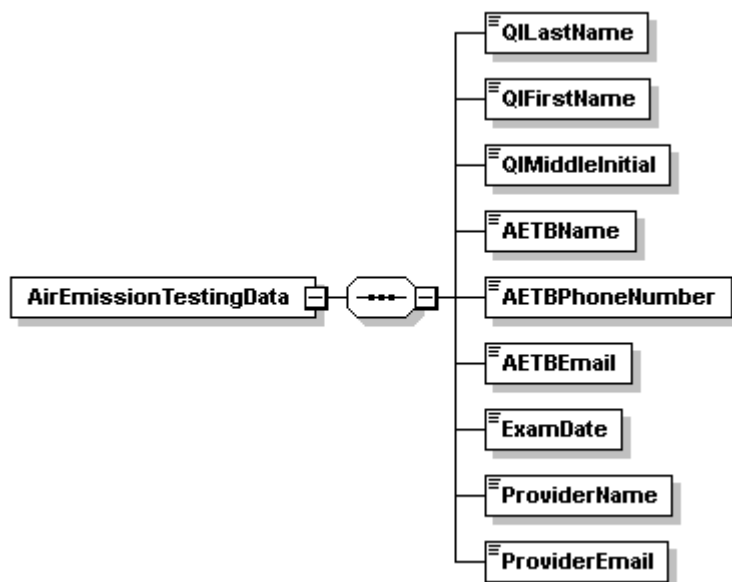 QILastName
QIFirstName
QIMiddleInitial
AETBName
AirEmissionTestingData
AETBPhoneNumber
AETBEmail
ExamDate
ProviderName
ProviderEmail